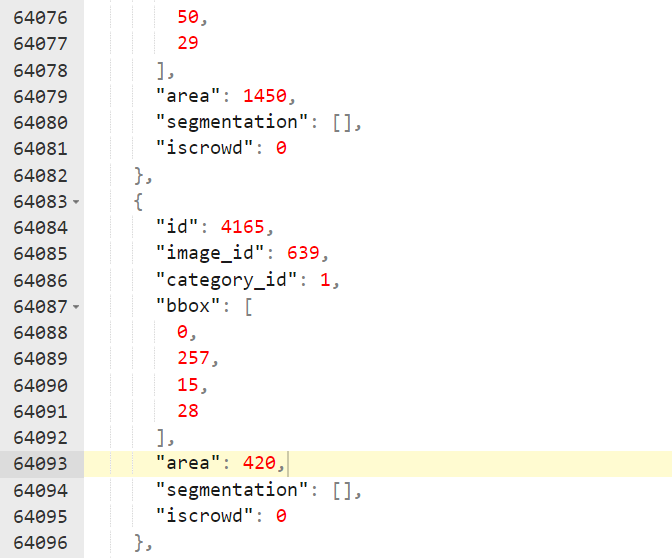 64076 50,
64077 29
64078 ],
64079 "area": 1450,
64080 "segmentation": [],
64081 "iscrowd": 0
64082 },
64083 {
64084 "id": 4165,
64085 "image_id": 639,
64086 "category_id": 1,
64087 "bbox": [
64088 0,
64089 257,
64090 15,
64091 28
64092 ],
64093 "area": 420,
64094 "segmentation": [],
64095 "iscrowd": 0
64096 },